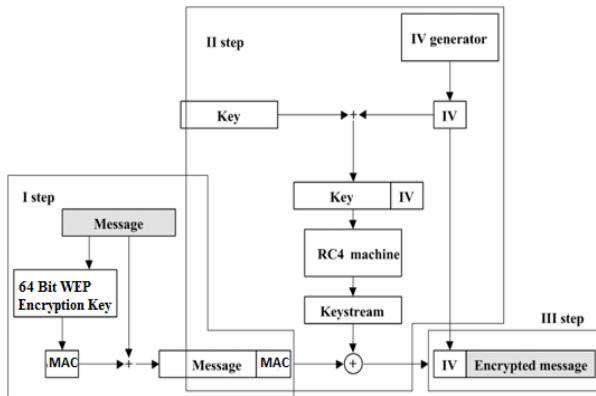 II step
IV generator
Key
+
IV
Key
IV
I step
Message
RC4 machine
64 Bit WEP
Encryption Key
Keystream
III step
MAC
+
Message
MAC
+
IV
Encrypted message